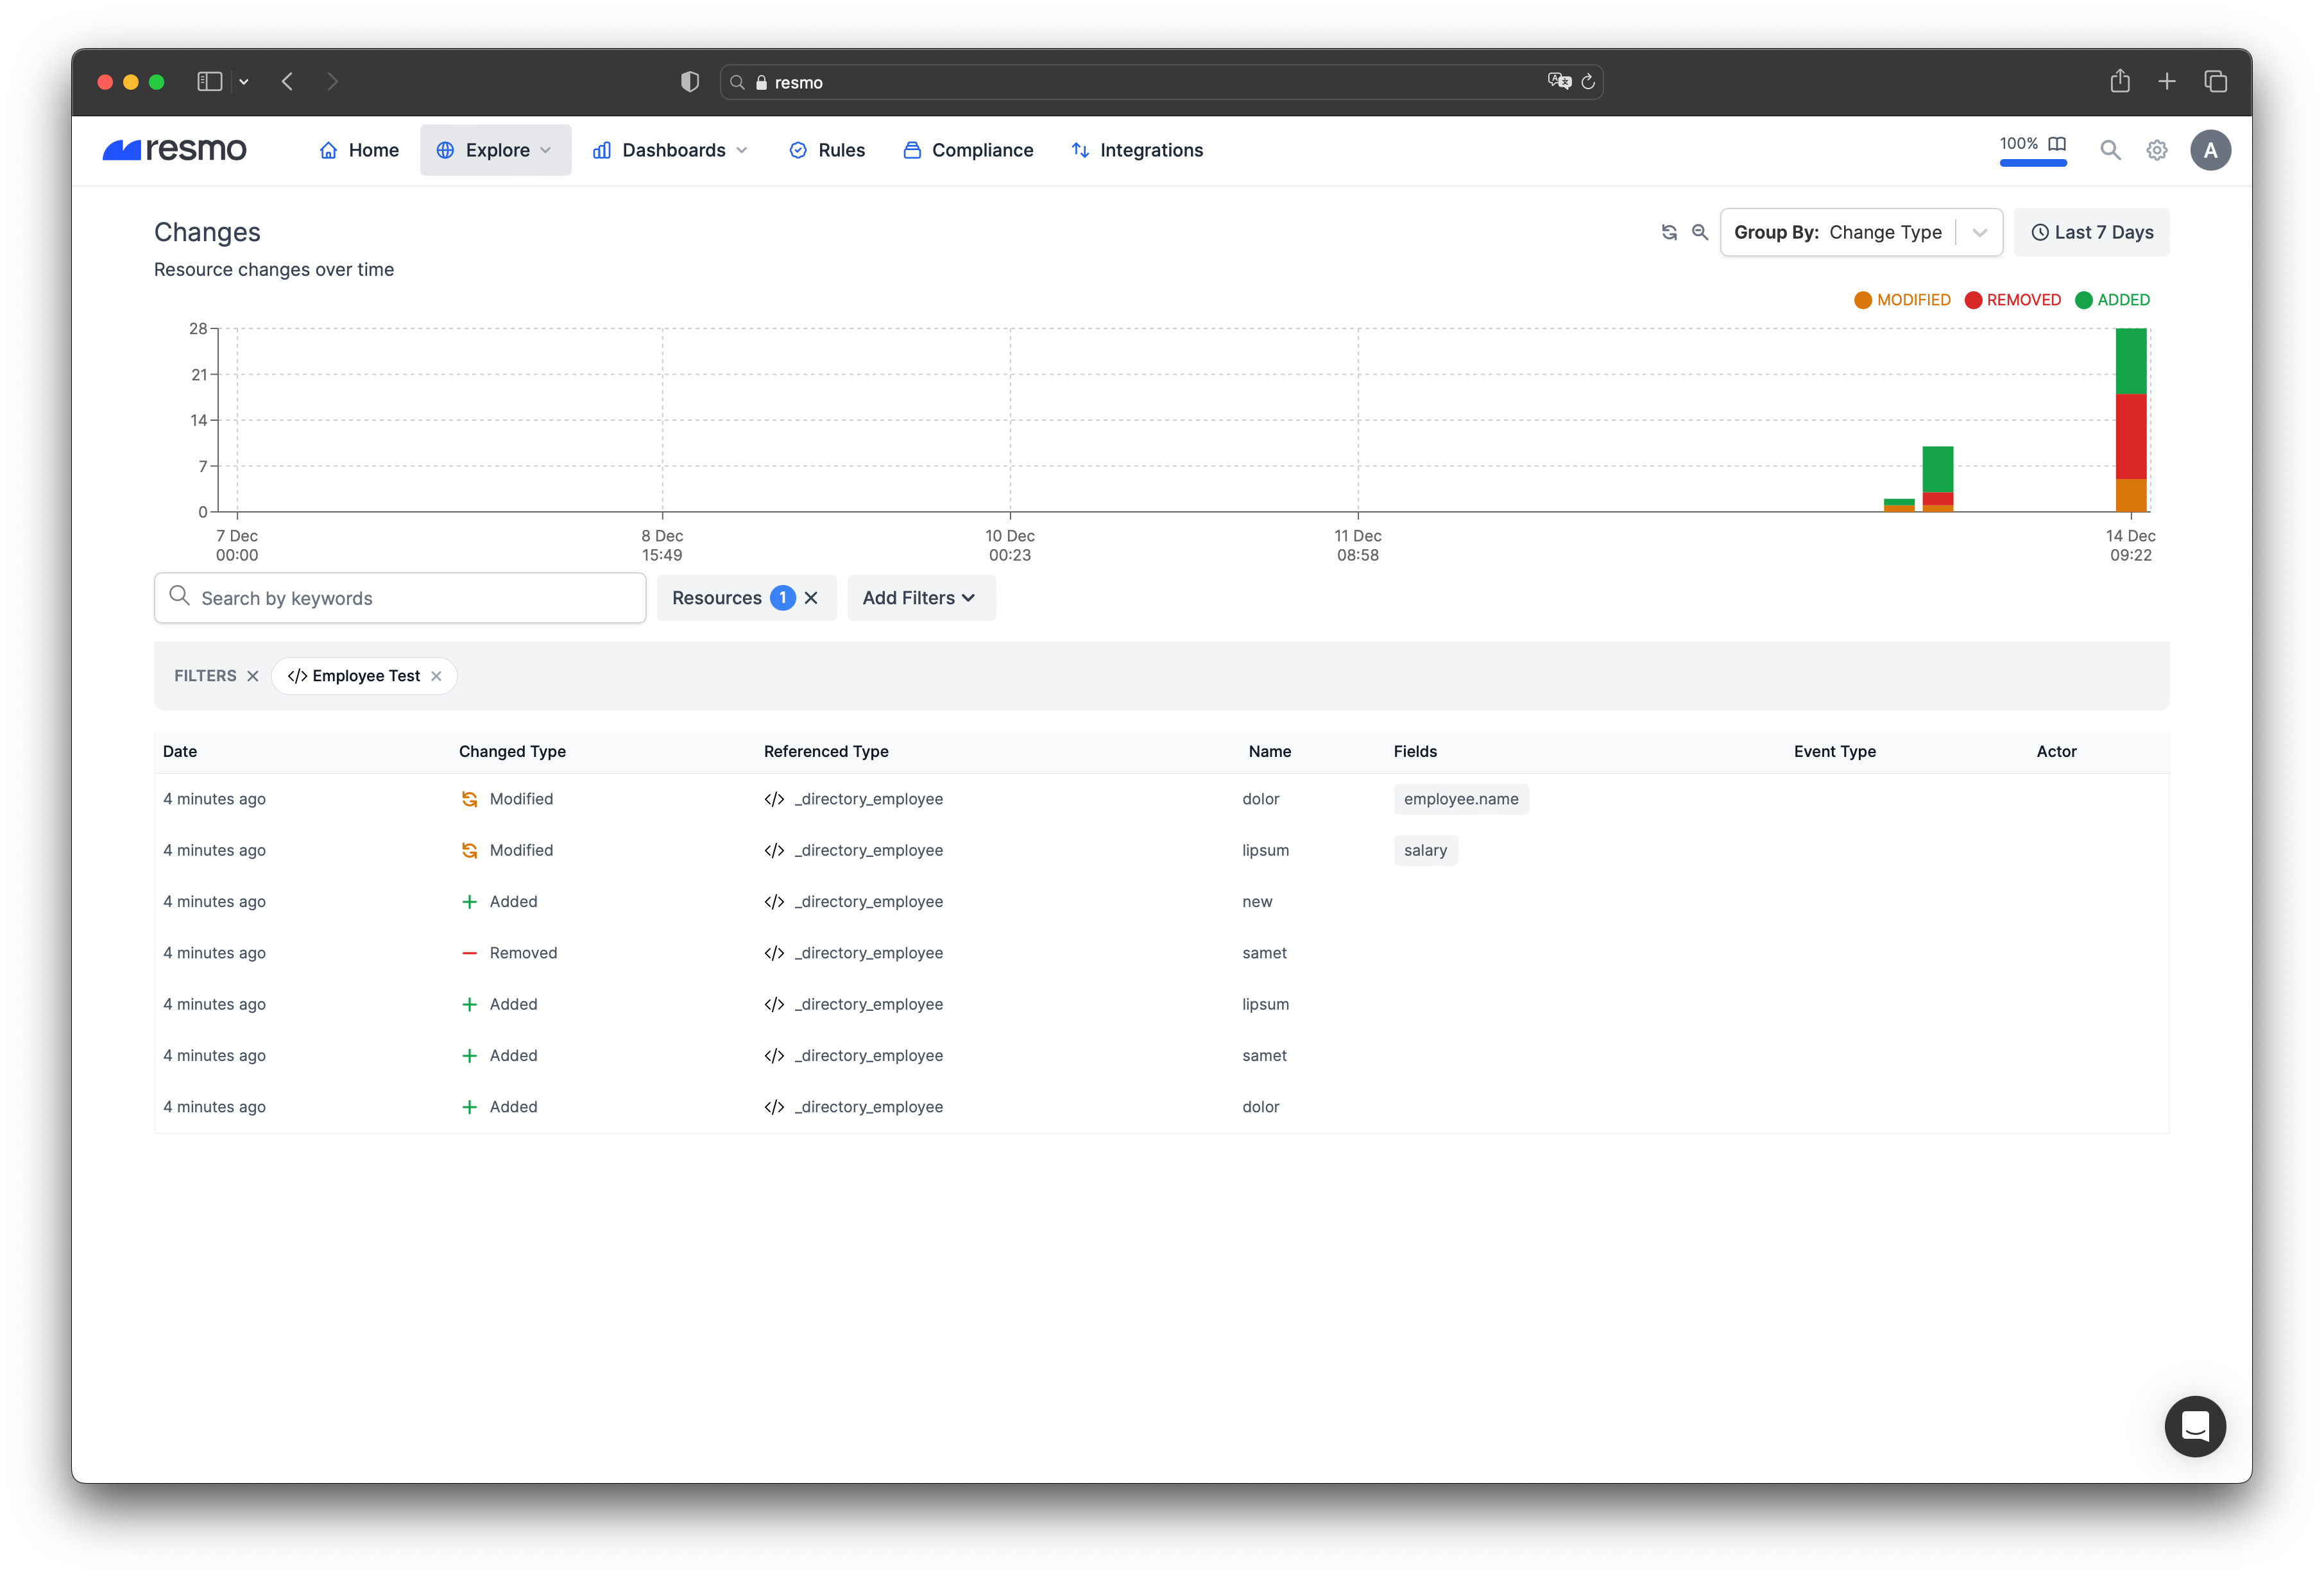 resmo
resmo Home Explore Dashboards Rules Compliance Integrations 100% A
Changes
Group By: Change Type Last 7 Days
Resource changes over time
MODIFIED REMOVED ADDED
28
21
14
7
0
7 Dec 8 Dec 10 Dec 11 Dec 14 Dec
00:00 15:49 00:23 08:58 09:22
Search by keywords Resources 1 Add Filters
FILTERS </> Employee Test
Date Changed Type Referenced Type Name Fields Event Type Actor
4 minutes ago Modified </> _directory_employee dolor employee.name
4 minutes ago Modified </> _directory_employee lipsum salary
4 minutes ago Added </> _directory_employee new
4 minutes ago Removed </> _directory_employee samet
4 minutes ago Added </> _directory_employee lipsum
4 minutes ago Added </> _directory_employee samet
4 minutes ago Added </> _directory_employee dolor